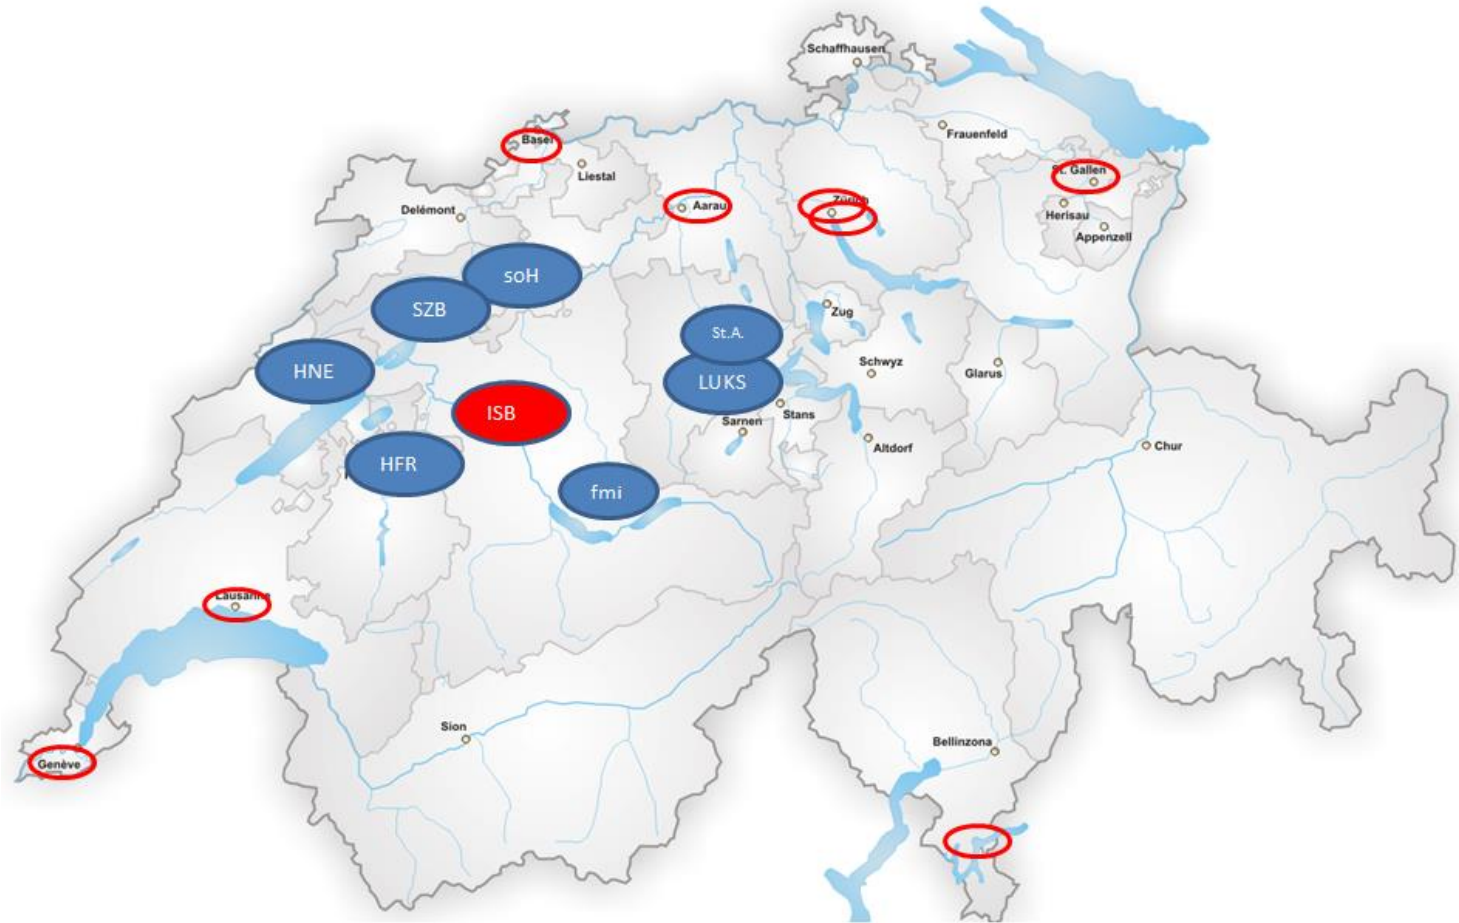 Schaffhausen
Frauenfeld
Basel
Liestal
St. Gallen
Delémont
Aarau
Zürich
Herisau
Appenzell
soH
SZB
St.A.
Zug
HNE
LUKS
Schwyz
Glarus
ISB
Sarnen
Stans
Altdorf
Chur
HFR
fmi
Lausanne
Sion
Bellinzona
Genève